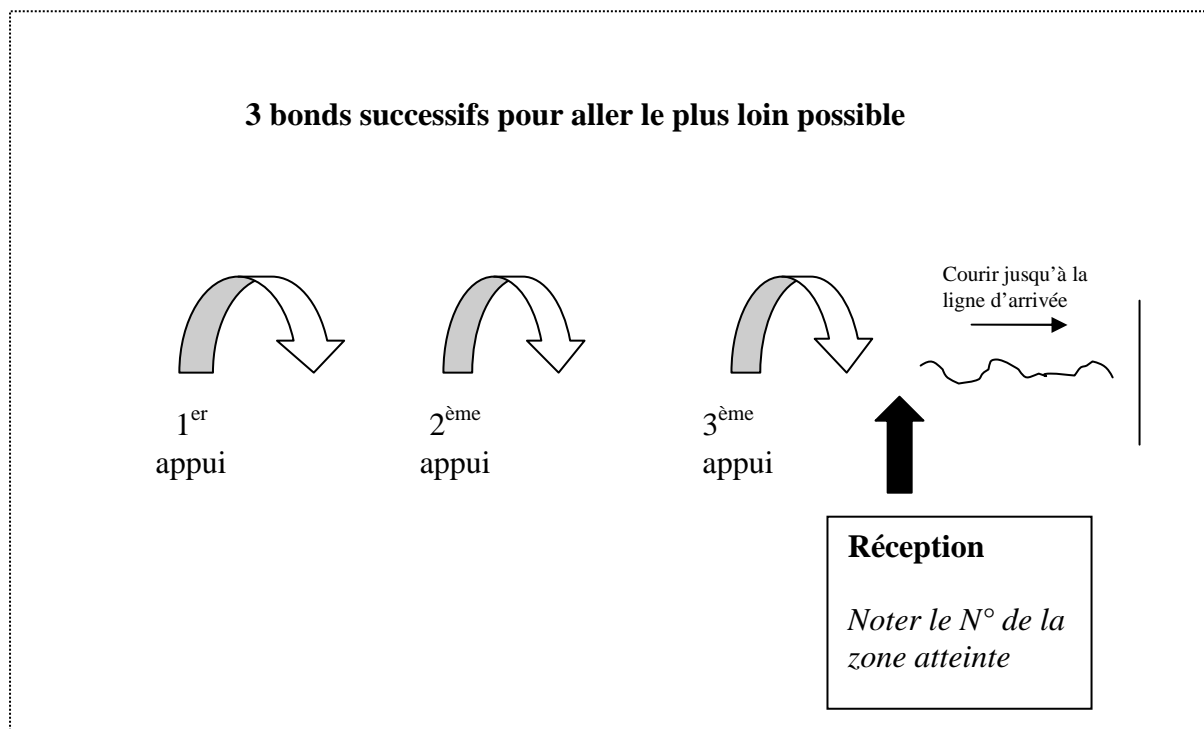 3 bonds successifs pour aller le plus loin possible
Courir jusqu’à la
ligne d’arrivée
1er
appui
2ème
appui
3ème
appui
Réception
Noter le N° de la
zone atteinte